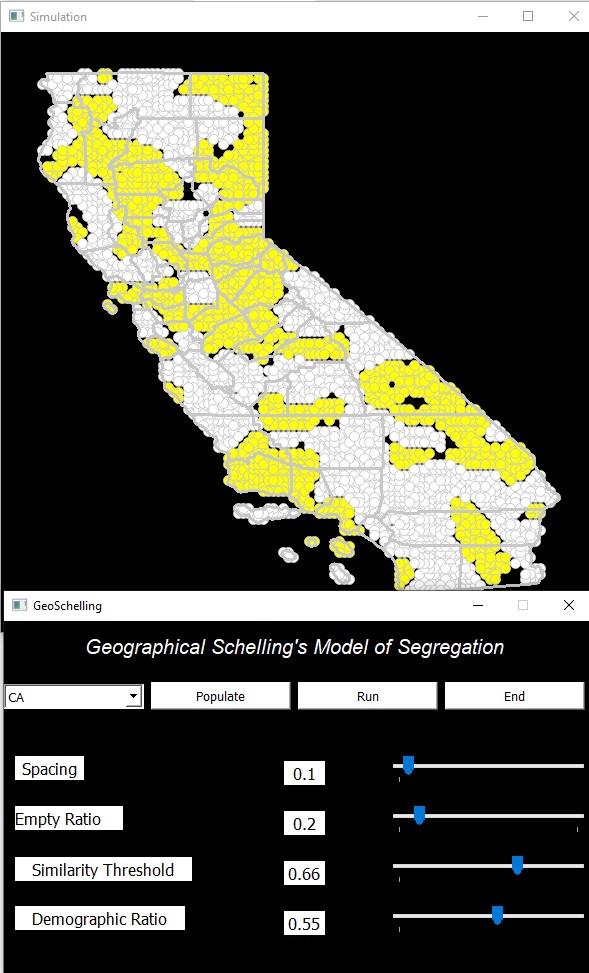 Simulation
GeoSchelling
Geographical Schelling's Model of Segregation
CA
Populate
Run
End
Spacing
0.1
Empty Ratio
0.2
Similarity Threshold
0.66
Demographic Ratio
0.55